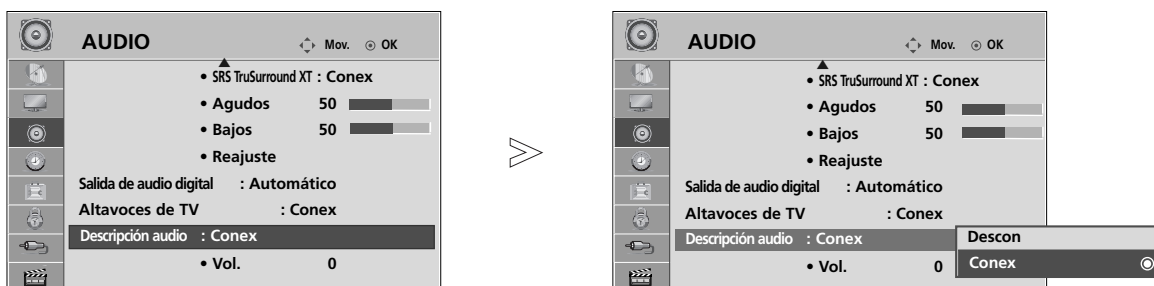 AUDIO Mov. OK
• SRS TruSurround XT : Conex
• Agudos 50
• Bajos 50
• Reajuste
Salida de audio digital : Automático
Altavoces de TV : Conex
Descripción audio : Conex
• Vol. 0
AUDIO Mov. OK
• SRS TruSurround XT : Conex
• Agudos 50
• Bajos 50
• Reajuste
Salida de audio digital : Automático
Altavoces de TV : Conex
Descripción audio : Conex
• Vol. 0
Descon
Conex